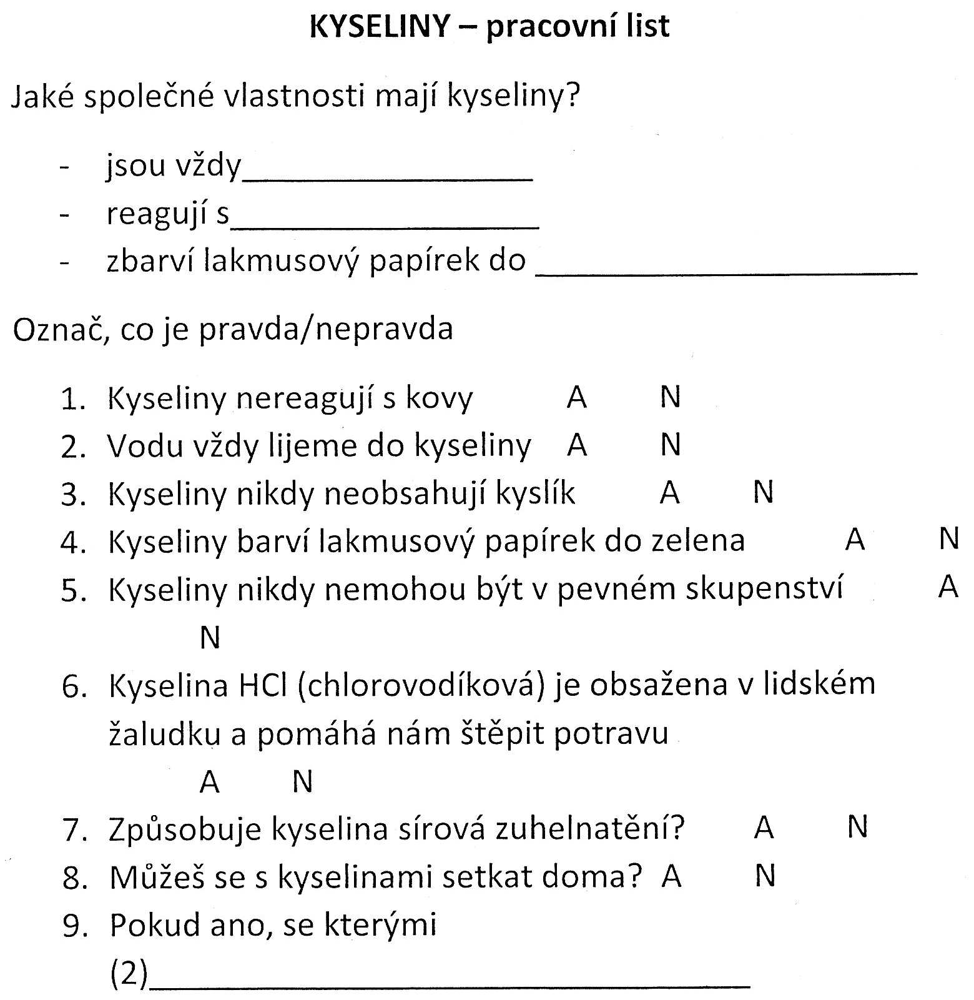 KYSELINY – pracovní list
Jaké společné vlastnosti mají kyseliny?
- jsou vždy____________________
- reagují s____________________
- zbarví lakmusový papírek do ____________________
Označ, co je pravda/nepravda
1. Kyseliny nereagují s kovy A N
2. Vodu vždy lijeme do kyseliny A N
3. Kyseliny nikdy neobsahují kyslík A N
4. Kyseliny barví lakmusový papírek do zelena A N
5. Kyseliny nikdy nemohou být v pevném skupenství A
N
6. Kyselina HCl (chlorovodíková) je obsažena v lidském
žaludku a pomáhá nám štěpit potravu
A N
7. Způsobuje kyselina sírová zuhelnatění? A N
8. Můžeš se s kyselinami setkat doma? A N
9. Pokud ano, se kterými
(2)____________________